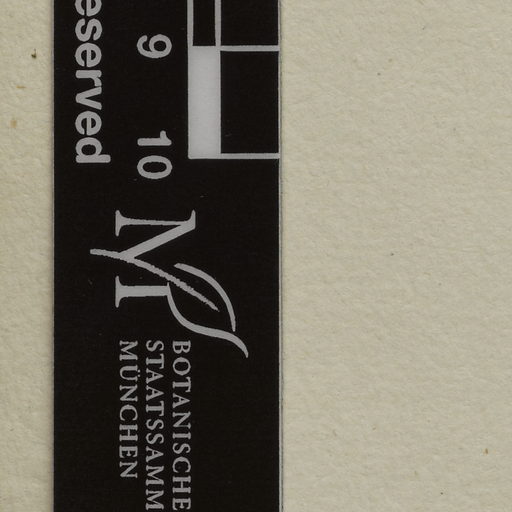 eserved
9
10
M
BOTANISCHE
STAATSSAMM
MÜNCHEN